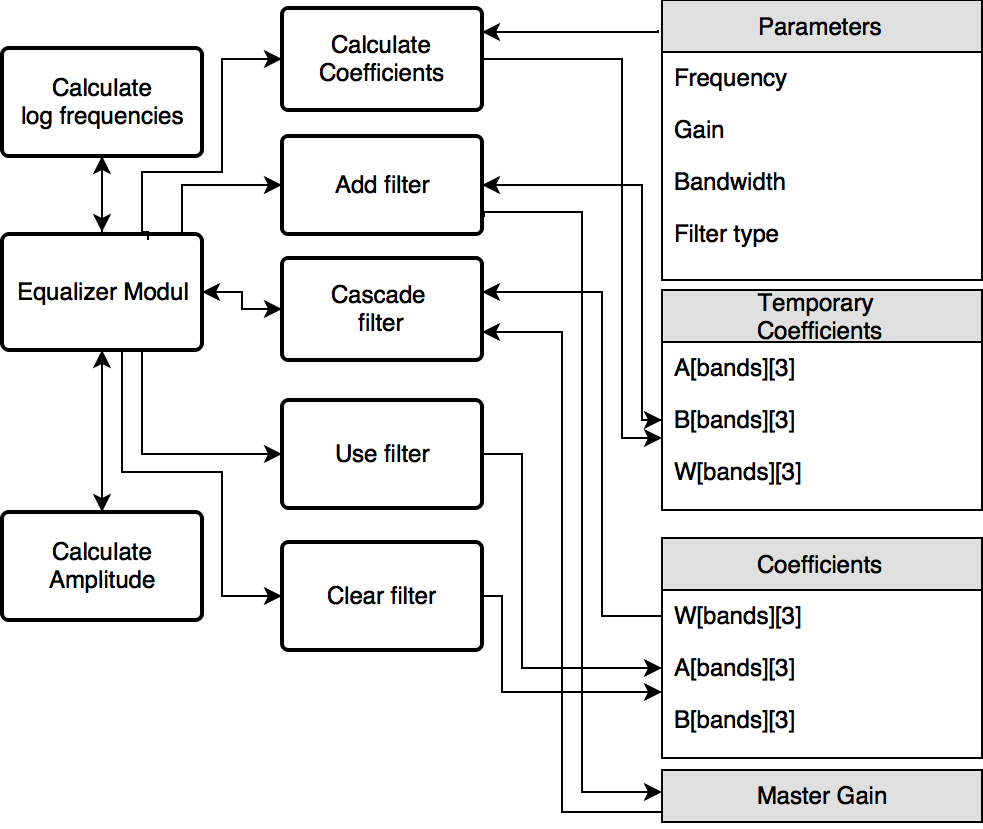 Calculate
log frequencies
Equalizer Modul
Calculate
Amplitude
Calculate
Coefficients
Add filter
Cascade
filter
Use filter
Clear filter
Parameters
Frequency
Gain
Bandwidth
Filter type
Temporary
Coefficients
A[bands][3]
B[bands][3]
W[bands][3]
Coefficients
W[bands][3]
A[bands][3]
B[bands][3]
Master Gain